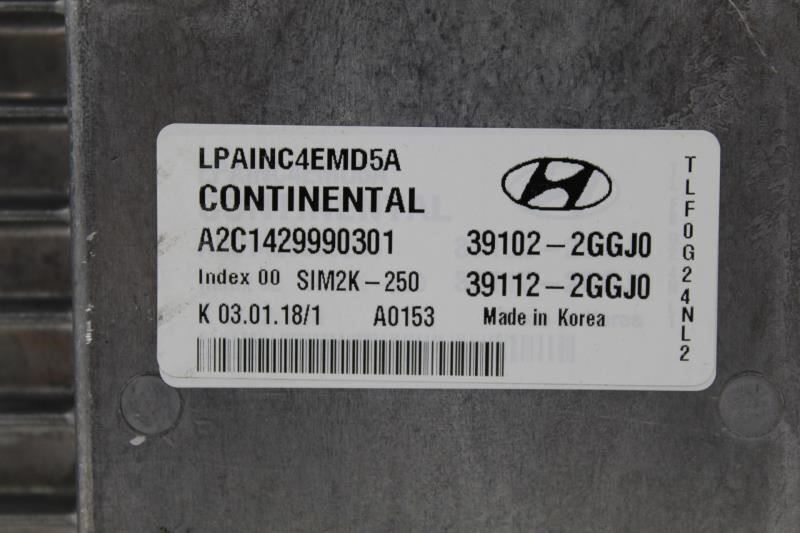 LPAINC4EMD5A
CONTINENTAL
A2C1429990301
39102-2GGJ0
Index 00 SIM2K-250
39112-2GGJ0
K 03.01.18/1 A0153 Made in Korea
TLF0G24NL2